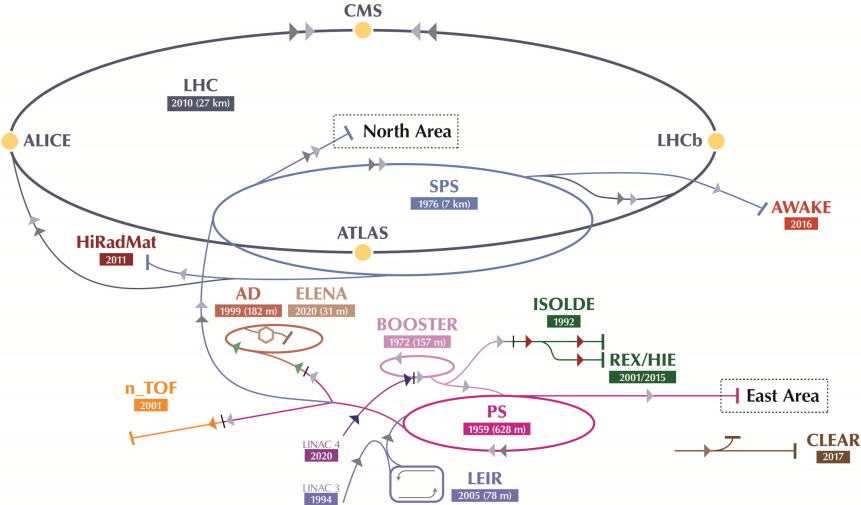 CMS
LHC
2010 (27 km)
North Area
ALICE
LHCb
SPS
1976 (7 km)
AWAKE
2016
HiRadMat
2011
ATLAS
AD
1999 (182 m)
ELENA
2020 (31 m)
ISOLDE
1992
BOOSTER
1972 (157 m)
REX/HIE
2001/2015
n_TOF
2001
East Area
PS
1959 (628 m)
LINAC 4
2020
CLEAR
2017
LINAC 3
1994
LEIR
2005 (78 m)